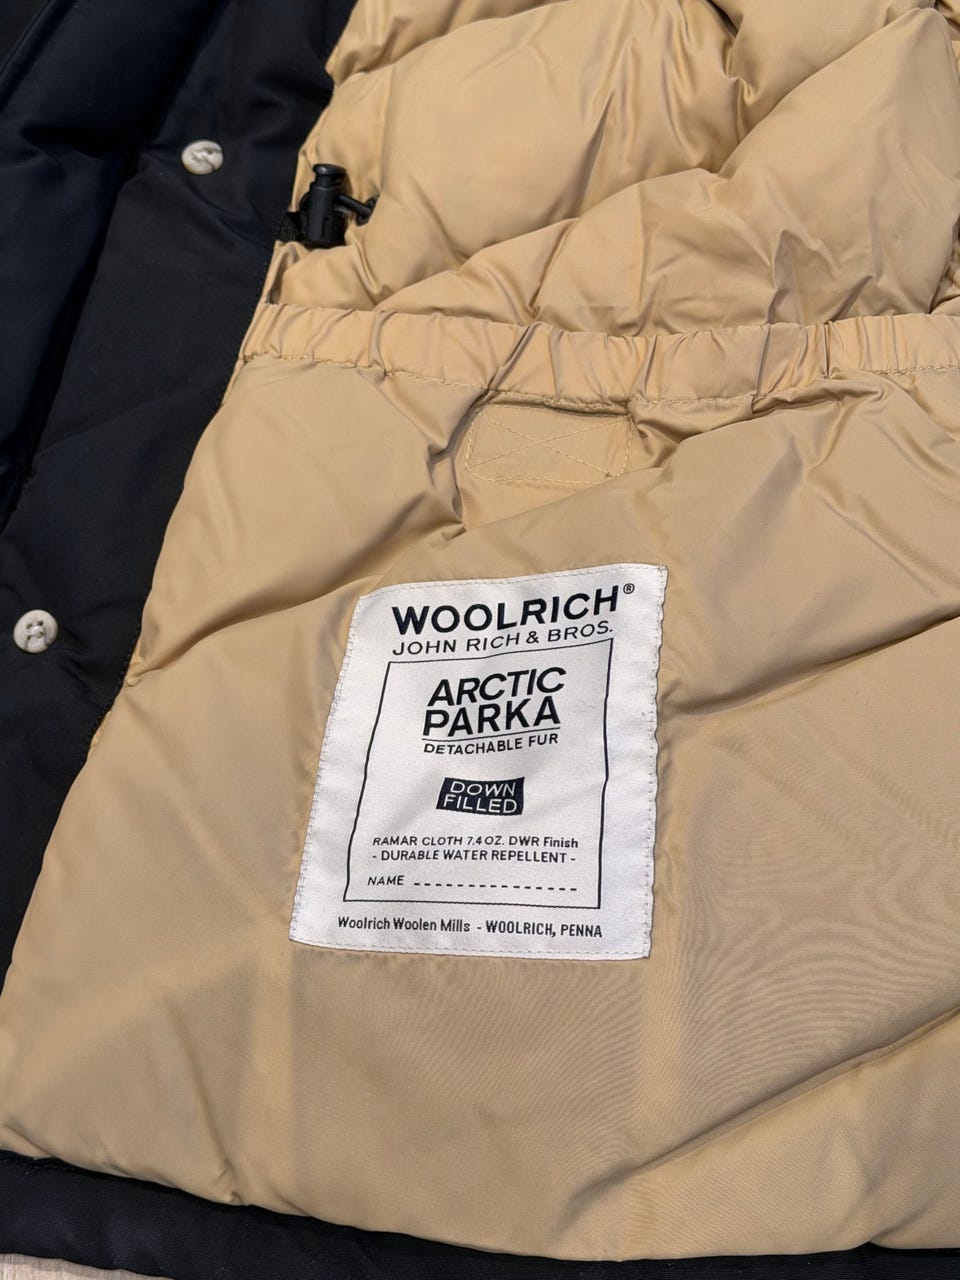 WOOLRICH®
JOHN RICH & BROS.
ARCTIC
PARKA
DETACHABLE FUR
DOWN
FILLED
RAMAR CLOTH 7.4 OZ. DWR Finish
- DURABLE WATER REPELLENT -
NAME ----------------
Woolrich Woolen Mills - WOOLRICH, PENNA